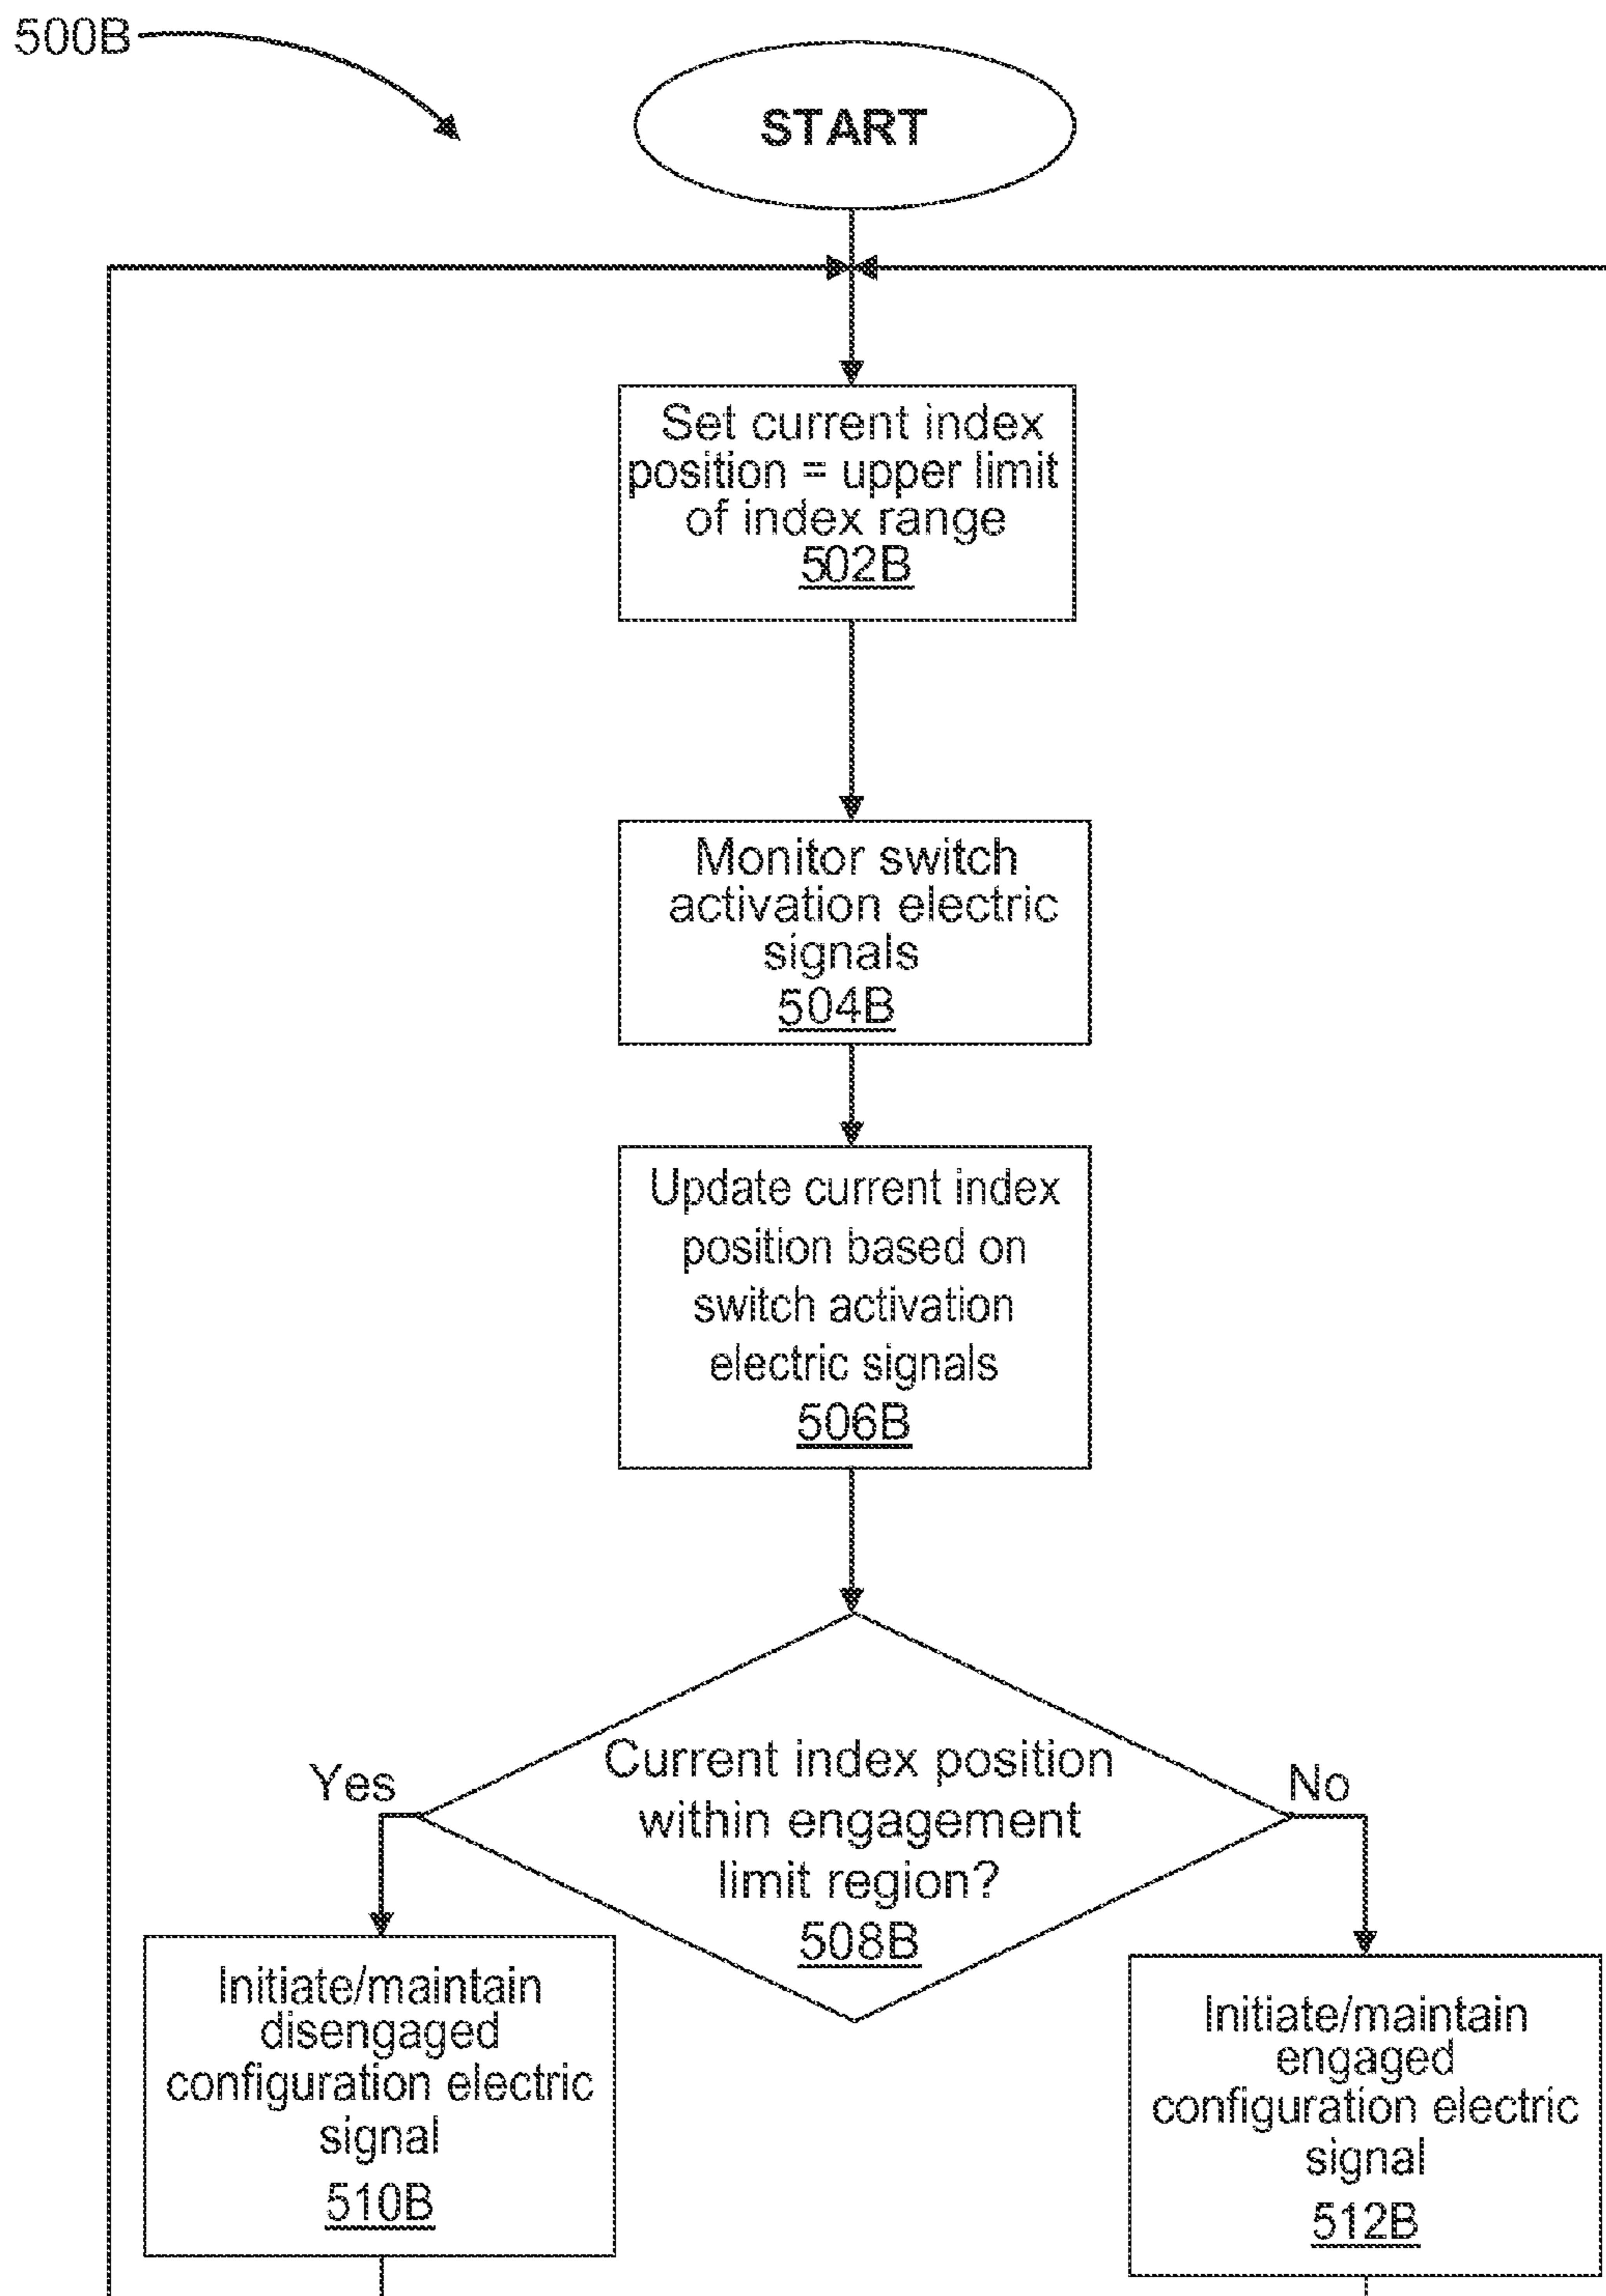 500B
START
Set current index
position = upper limit
of index range
502B
Monitor switch
activation electric
signals
504B
Update current index
position based on
switch activation
electric signals
506B
Current index position
within engagement
limit region?
508B
Yes
No
Initiate/maintain
disengaged
configuration electric
signal
510B
Initiate/maintain
engaged
configuration electric
signal
512B